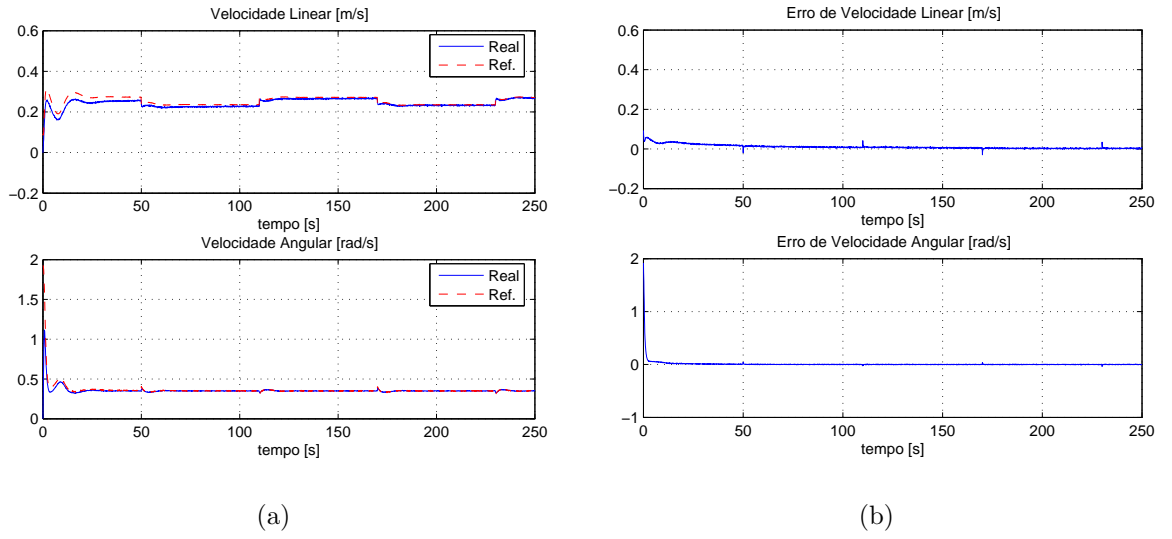 Velocidade Linear [m/s]
0.6
0.4
0.2
0
−0.2
Real
Ref.
0 50 100 150 200 250
tempo [s]
Velocidade Angular [rad/s]
2
1.5
1
0.5
0
Real
Ref.
0 50 100 150 200 250
tempo [s]
(a)
Erro de Velocidade Linear [m/s]
0.6
0.4
0.2
0
−0.2
0 50 100 150 200 250
tempo [s]
Erro de Velocidade Angular [rad/s]
2
1
0
−1
0 50 100 150 200 250
tempo [s]
(b)